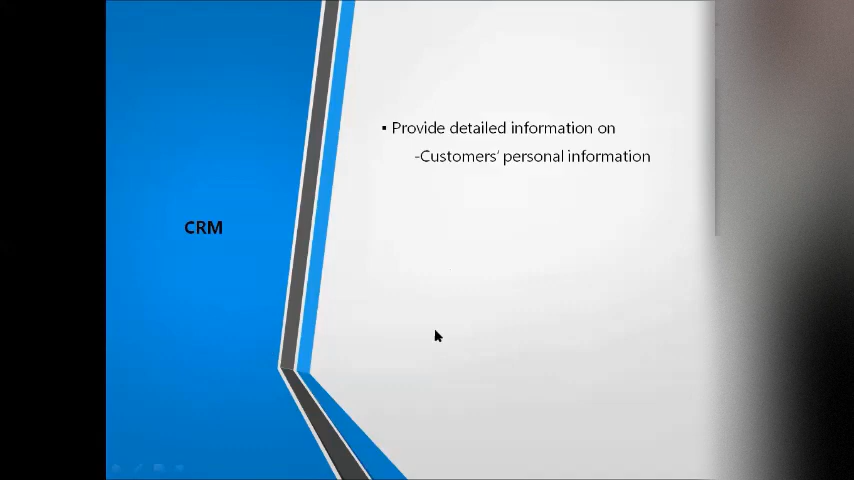 CRM
▪ Provide detailed information on
-Customers' personal information